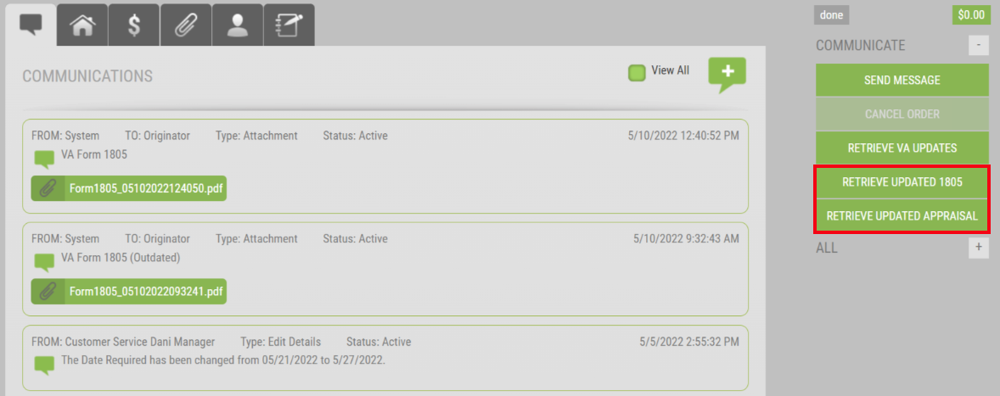 done
$0.00
COMMUNICATE
-
COMMUNICATIONS
View All
SEND MESSAGE
CANCEL ORDER
RETRIEVE VA UPDATES
RETRIEVE UPDATED 1805
RETRIEVE UPDATED APPRAISAL
ALL
+
FROM: System TO: Originator Type: Attachment Status: Active 5/10/2022 12:40:52 PM
VA Form 1805
Form1805_05102022124050.pdf
FROM: System TO: Originator Type: Attachment Status: Active 5/10/2022 9:32:43 AM
VA Form 1805 (Outdated)
Form1805_05102022093241.pdf
FROM: Customer Service Dani Manager Type: Edit Details Status: Active 5/5/2022 2:55:32 PM
The Date Required has been changed from 05/21/2022 to 5/27/2022.